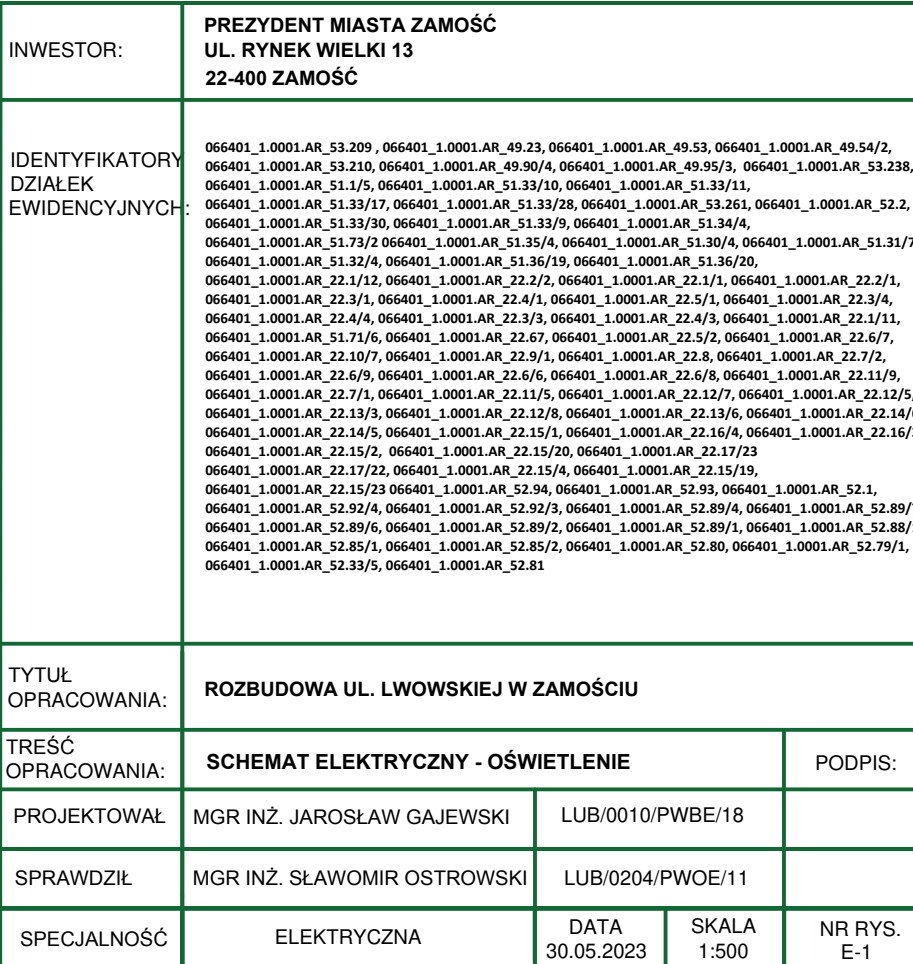 INWESTOR:
PREZYDENT MIASTA ZAMOŚĆ
UL. RYNEK WIELKI 13
22-400 ZAMOŚĆ
IDENTYFIKATORY
DZIAŁEK
EWIDENCYJNYCH:
066401_1.0001.AR_53.209 , 066401_1.0001.AR_49.23, 066401_1.0001.AR_49.53, 066401_1.0001.AR_49.54/2,
066401_1.0001.AR_53.210, 066401_1.0001.AR_49.90/4, 066401_1.0001.AR_49.95/3, 066401_1.0001.AR_53.238,
066401_1.0001.AR_51.1/5, 066401_1.0001.AR_51.33/10, 066401_1.0001.AR_51.33/11,
066401_1.0001.AR_51.33/17, 066401_1.0001.AR_51.33/28, 066401_1.0001.AR_53.261, 066401_1.0001.AR_52.2,
066401_1.0001.AR_51.33/30, 066401_1.0001.AR_51.33/9, 066401_1.0001.AR_51.34/4,
066401_1.0001.AR_51.73/2 066401_1.0001.AR_51.35/4, 066401_1.0001.AR_51.30/4, 066401_1.0001.AR_51.31/7
066401_1.0001.AR_51.32/4, 066401_1.0001.AR_51.36/19, 066401_1.0001.AR_51.36/20,
066401_1.0001.AR_22.1/12, 066401_1.0001.AR_22.2/2, 066401_1.0001.AR_22.1/1, 066401_1.0001.AR_22.2/1,
066401_1.0001.AR_22.3/1, 066401_1.0001.AR_22.4/1, 066401_1.0001.AR_22.5/1, 066401_1.0001.AR_22.3/4,
066401_1.0001.AR_22.4/4, 066401_1.0001.AR_22.3/3, 066401_1.0001.AR_22.4/3, 066401_1.0001.AR_22.1/11,
066401_1.0001.AR_51.71/6, 066401_1.0001.AR_22.67, 066401_1.0001.AR_22.5/2, 066401_1.0001.AR_22.6/7,
066401_1.0001.AR_22.10/7, 066401_1.0001.AR_22.9/1, 066401_1.0001.AR_22.8, 066401_1.0001.AR_22.7/2,
066401_1.0001.AR_22.6/9, 066401_1.0001.AR_22.6/6, 066401_1.0001.AR_22.6/8, 066401_1.0001.AR_22.11/9,
066401_1.0001.AR_22.7/1, 066401_1.0001.AR_22.11/5, 066401_1.0001.AR_22.12/7, 066401_1.0001.AR_22.12/5,
066401_1.0001.AR_22.13/3, 066401_1.0001.AR_22.12/8, 066401_1.0001.AR_22.13/6,
066401_1.0001.AR_22.14/5, 066401_1.0001.AR_22.15/1, 066401_1.0001.AR_22.16/4,
066401_1.0001.AR_22.15/2, 066401_1.0001.AR_22.15/20, 066401_1.0001.AR_22.17/23
066401_1.0001.AR_22.17/22, 066401_1.0001.AR_22.15/4, 066401_1.0001.AR_22.15/19,
066401_1.0001.AR_22.15/23 066401_1.0001.AR_52.94, 066401_1.0001.AR_52.93, 066401_1.0001.AR_52.1,
066401_1.0001.AR_52.92/4, 066401_1.0001.AR_52.92/3, 066401_1.0001.AR_52.89/4,
066401_1.0001.AR_52.89/6, 066401_1.0001.AR_52.89/2, 066401_1.0001.AR_52.89/1,
066401_1.0001.AR_52.85/1, 066401_1.0001.AR_52.85/2, 066401_1.0001.AR_52.80, 066401_1.0001.AR_52.79/1,
066401_1.0001.AR_52.33/5, 066401_1.0001.AR_52.81
TYTUŁ
OPRACOWANIA:
ROZBUDOWA UL. LWOWSKIEJ W ZAMOŚCIU
TREŚĆ
OPRACOWANIA:
SCHEMAT ELEKTRYCZNY - OŚWIETLENIE
PODPIS:
PROJEKTOWAŁ
MGR INŻ. JAROSŁAW GAJEWSKI
LUB/0010/PWBE/18
SPRAWDZIŁ
MGR INŻ. SŁAWOMIR OSTROWSKI
LUB/0204/PWOE/11
SPECJALNOŚĆ
ELEKTRYCZNA
DATA
30.05.2023
SKALA
1:500
NR RYS.
E-1